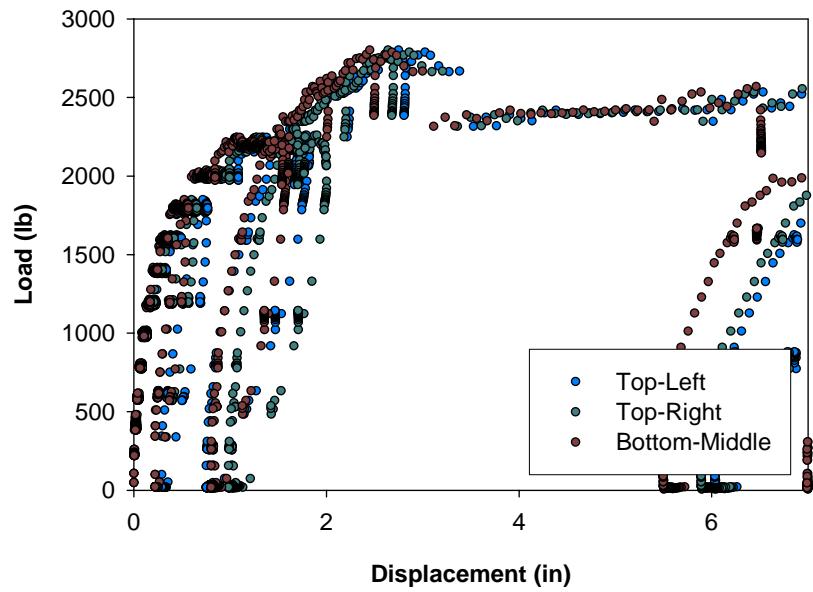 3000
2500
2000
1500
1000
500
0
Load (lb)
0 2 4 6
Displacement (in)
Top-Left
Top-Right
Bottom-Middle